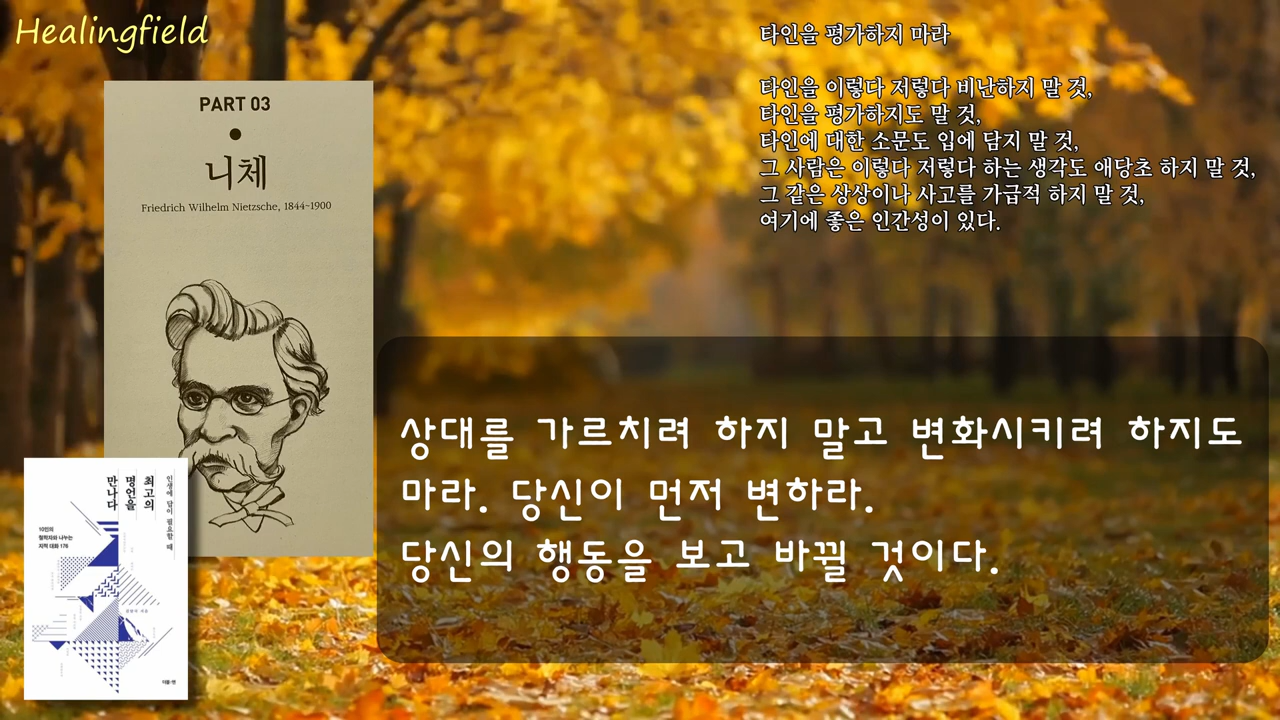 Healingfield
타인을 평가하지 마라
타인을 이렇다 저렇다 비난하지 말 것,
타인을 평가하지도 말 것,
타인에 대한 소문도 입에 담지 말 것,
그 사람은 이렇다 저렇다 하는 생각도 애당초 하지 말 것,
그 같은 상상이나 사고를 가급적 하지 말 것,
여기에 좋은 인간성이 있다.
PART 03
니체
Friedrich Wilhelm Nietzsche, 1844~1900
상대를 가르치려 하지 말고 변화시키려 하지도
마라. 당신이 먼저 변하라.
당신의 행동을 보고 바뀔 것이다.
인생에 답이 필요할 때
최고의
명언을
만나다
10인의
철학자와 나누는
지적 대화 176